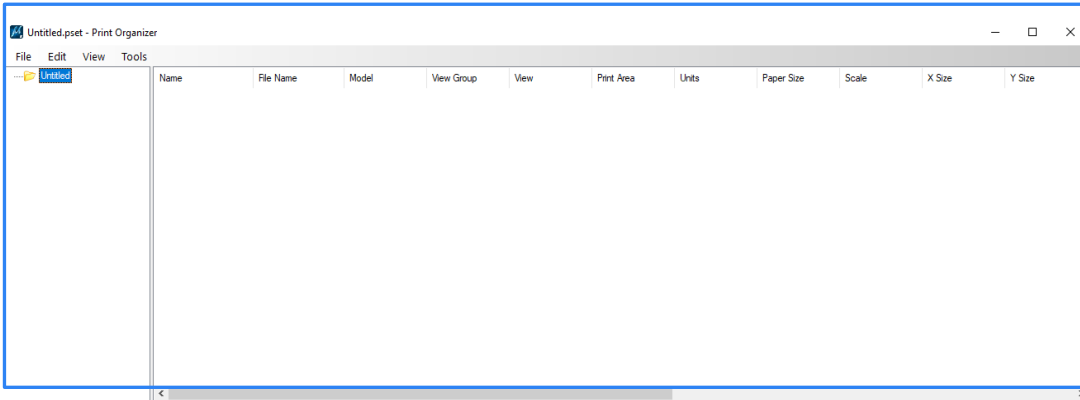 Untitled.pset - Print Organizer
File Edit View Tools
Untitled
Name File Name Model View Group View Print Area Units Paper Size Scale X Size Y Size